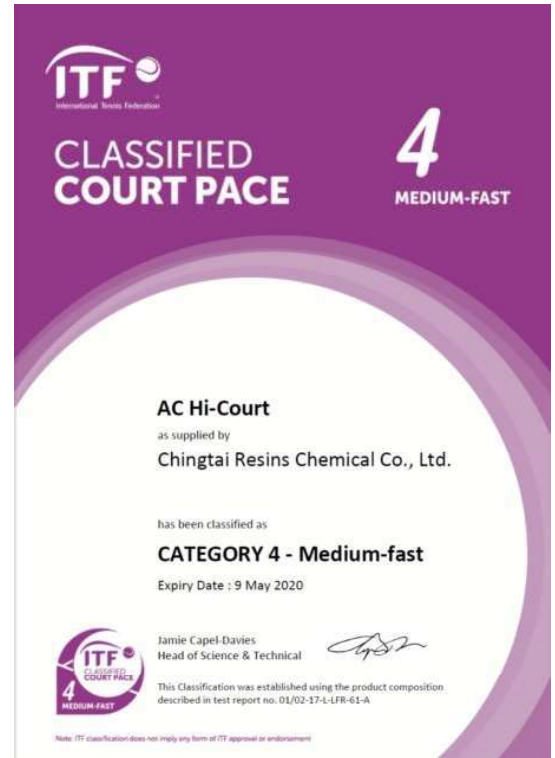 ITF
International Tennis Federation
CLASSIFIED
COURT PACE
4
MEDIUM-FAST
AC Hi-Court
as supplied by
Chingtai Resins Chemical Co., Ltd.
has been classified as
CATEGORY 4 - Medium-fast
Expiry Date : 9 May 2020
Jamie Capel-Davies
Head of Science & Technical
This Classification was established using the product composition
described in test report no. 01/02-17-L-LFR-61-A
ITF
CLASSIFIED
COURT PACE
4
MEDIUM-FAST
Note: ITF classification does not imply any form of ITF approval or endorsement